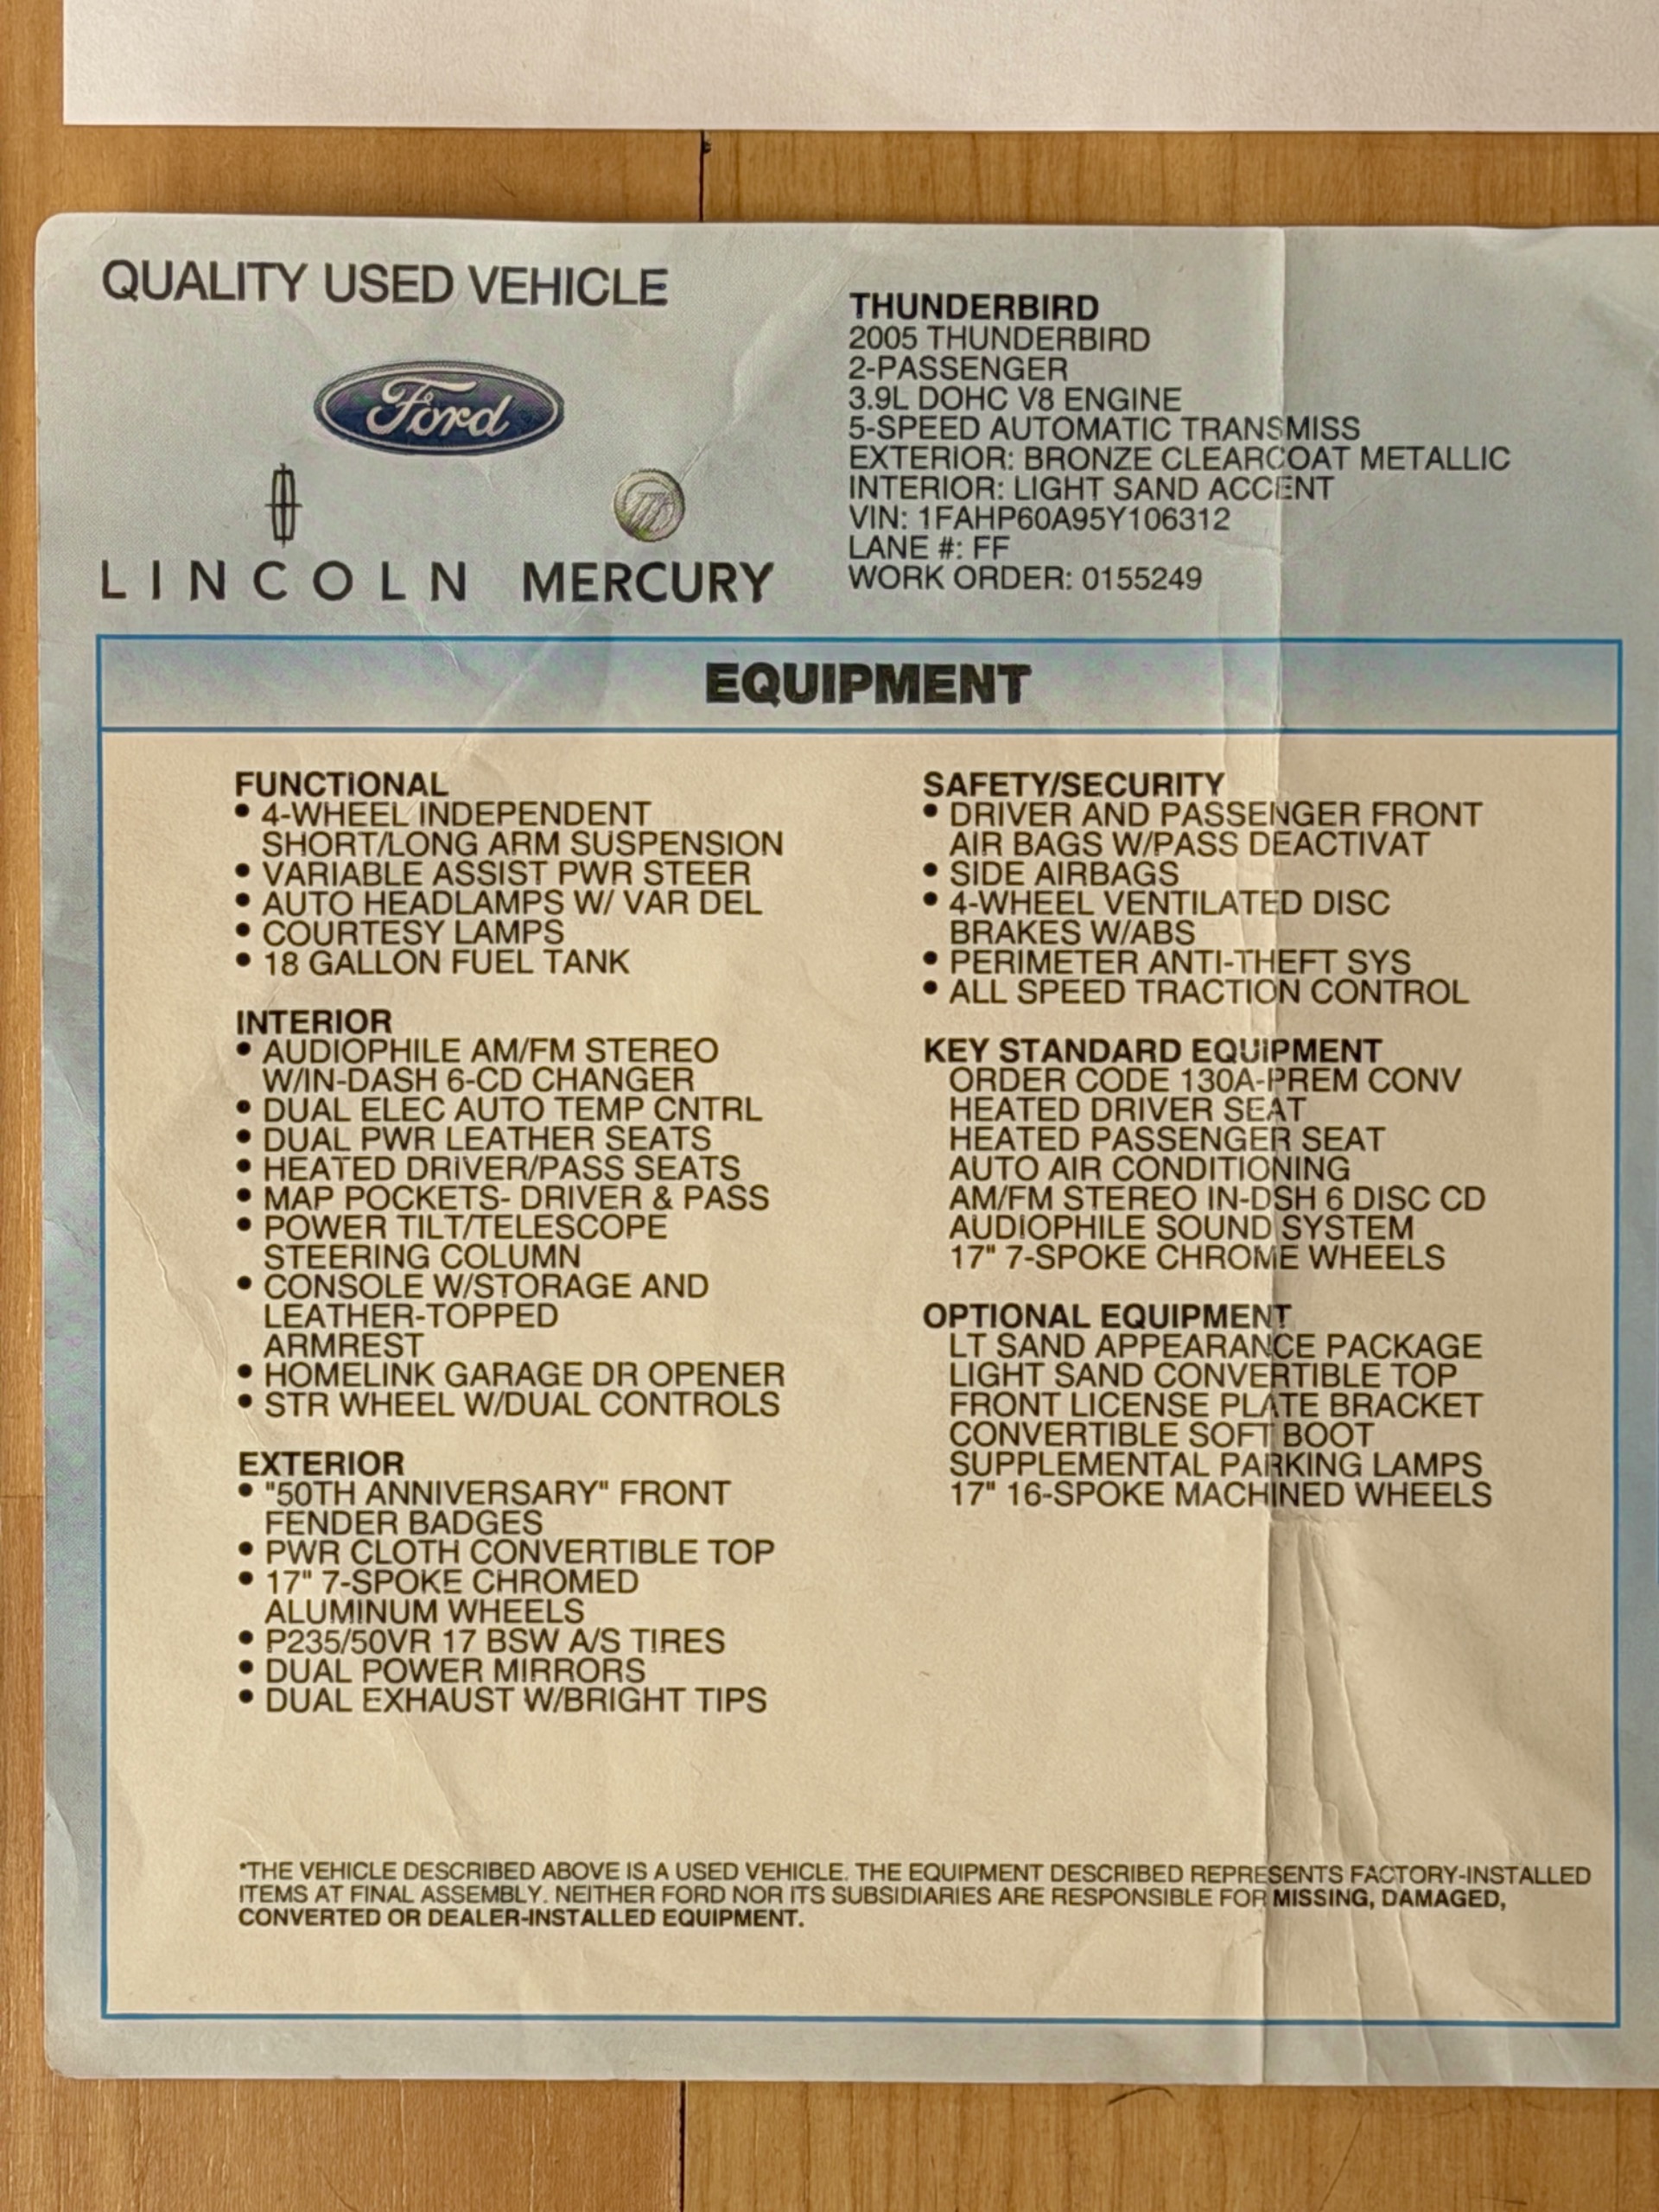 QUALITY USED VEHICLE
Ford
LINCOLN MERCURY
THUNDERBIRD
2005 THUNDERBIRD
2-PASSENGER
3.9L DOHC V8 ENGINE
5-SPEED AUTOMATIC TRANSMISS
EXTERIOR: BRONZE CLEARCOAT METALLIC
INTERIOR: LIGHT SAND ACCENT
VIN: 1FAHP60A95Y106312
LANE #: FF
WORK ORDER: 0155249
EQUIPMENT
FUNCTIONAL
• 4-WHEEL INDEPENDENT
SHORT/LONG ARM SUSPENSION
• VARIABLE ASSIST PWR STEER
• AUTO HEADLAMPS W/ VAR DEL
• COURTESY LAMPS
• 18 GALLON FUEL TANK
INTERIOR
• AUDIOPHILE AM/FM STEREO
W/IN-DASH 6-CD CHANGER
• DUAL ELEC AUTO TEMP CNTRL
• DUAL PWR LEATHER SEATS
• HEATED DRIVER/PASS SEATS
• MAP POCKETS- DRIVER & PASS
• POWER TILT/TELESCOPE
STEERING COLUMN
• CONSOLE W/STORAGE AND
LEATHER-TOPPED
ARMREST
• HOMELINK GARAGE DR OPENER
• STR WHEEL W/DUAL CONTROLS
EXTERIOR
• "50TH ANNIVERSARY" FRONT
FENDER BADGES
• PWR CLOTH CONVERTIBLE TOP
• 17" 7-SPOKE CHROMED
ALUMINUM WHEELS
• P235/50VR 17 BSW A/S TIRES
• DUAL POWER MIRRORS
• DUAL EXHAUST W/BRIGHT TIPS
SAFETY/SECURITY
• DRIVER AND PASSENGER FRONT
AIR BAGS W/PASS DEACTIVAT
• SIDE AIRBAGS
• 4-WHEEL VENTILATED DISC
BRAKES W/ABS
• PERIMETER ANTI-THEFT SYS
• ALL SPEED TRACTION CONTROL
KEY STANDARD EQUIPMENT
ORDER CODE 130A-PREM CONV
HEATED DRIVER SEAT
HEATED PASSENGER SEAT
AUTO AIR CONDITIONING
AM/FM STEREO IN-DSH 6 DISC CD
AUDIOPHILE SOUND SYSTEM
17" 7-SPOKE CHROME WHEELS
OPTIONAL EQUIPMENT
LT SAND APPEARANCE PACKAGE
LIGHT SAND CONVERTIBLE TOP
FRONT LICENSE PLATE BRACKET
CONVERTIBLE SOFT BOOT
SUPPLEMENTAL PARKING LAMPS
17" 16-SPOKE MACHINED WHEELS
*THE VEHICLE DESCRIBED ABOVE IS A USED VEHICLE. THE EQUIPMENT DESCRIBED REPRESENTS FACTORY-INSTALLED
ITEMS AT FINAL ASSEMBLY. NEITHER FORD NOR ITS SUBSIDIARIES ARE RESPONSIBLE FOR MISSING, DAMAGED,
CONVERTED OR DEALER-INSTALLED EQUIPMENT.